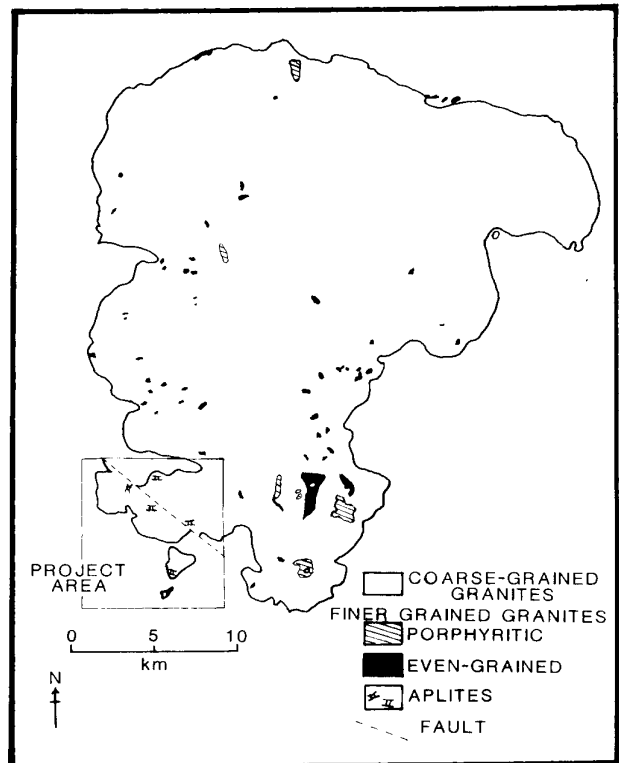 PROJECT
AREA
0 5 10
km
N
COARSE-GRAINED
GRANITES
FINER GRAINED GRANITES
PORPHYRITIC
EVEN-GRAINED
APLITES
FAULT